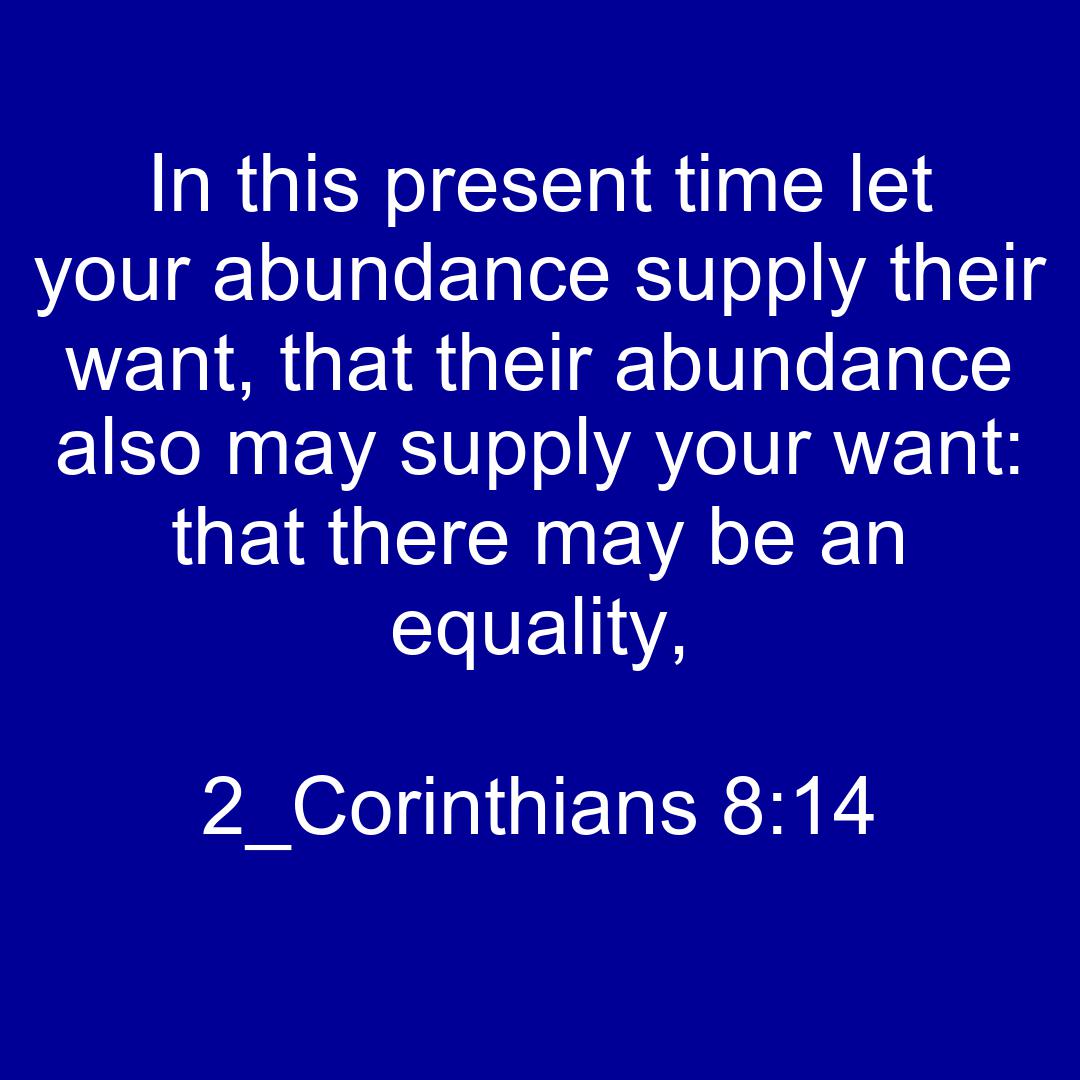 In this present time let
your abundance supply their
want, that their abundance
also may supply your want:
that there may be an
equality,
2_Corinthians 8:14